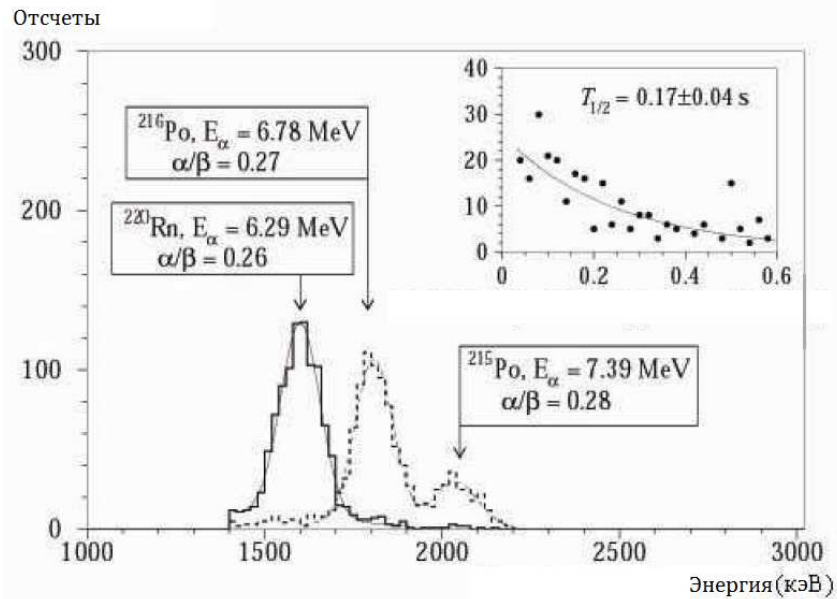 Отсчеты
300
200
100
0
1000
1500
2000
2500
3000
Энергия(кэВ)
²¹⁶Po, Eα = 6.78 MeV
α/β = 0.27
²²⁰Rn, Eα = 6.29 MeV
α/β = 0.26
²¹⁵Po, Eα = 7.39 MeV
α/β = 0.28
40
30
20
10
0
T1/2 = 0.17±0.04 s
0
0.2
0.4
0.6